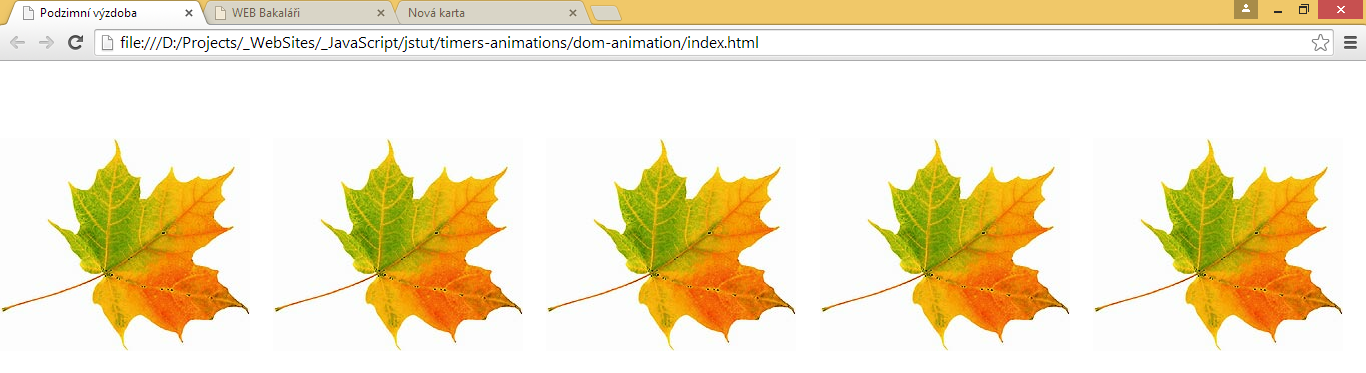 Podzimní výzdoba
WEB Bakaláři
Nová karta
file:///D:/Projects/_WebSites/_JavaScript/jstut/timers-animations/dom-animation/index.html